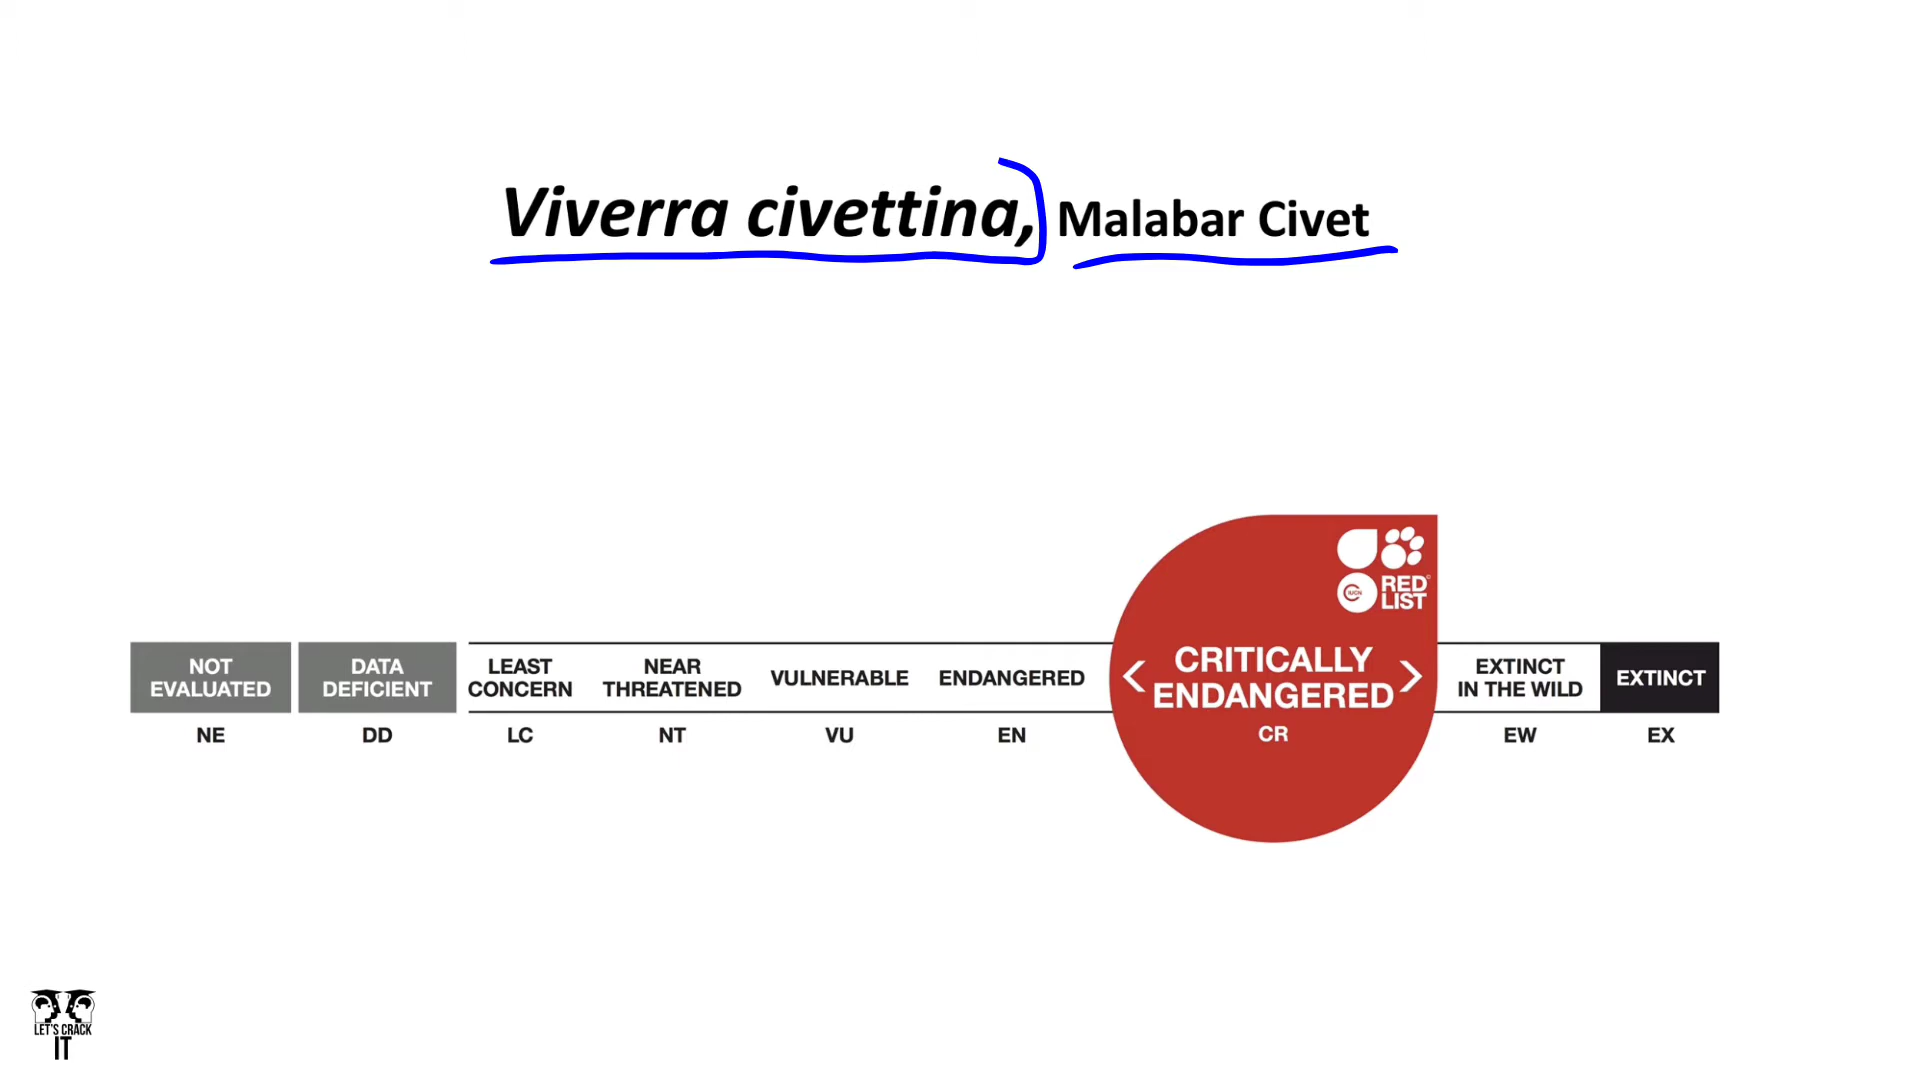 Viverra civettina, Malabar Civet
RED
LIST
IUCN
NOT
EVALUATED
DATA
DEFICIENT
LEAST
CONCERN
NEAR
THREATENED
VULNERABLE
ENDANGERED
< CRITICALLY
ENDANGERED >
EXTINCT
IN THE WILD
EXTINCT
NE
DD
LC
NT
VU
EN
CR
EW
EX
LET'S CRACK
IT